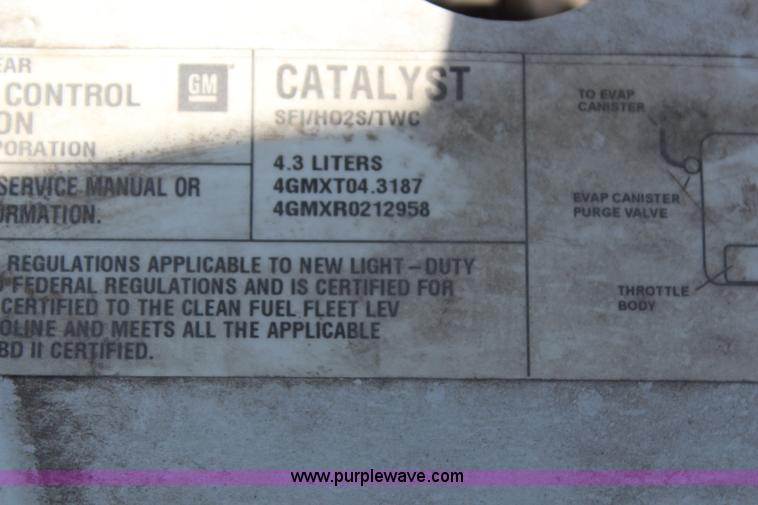 EAR
CONTROL
ON
PORATION
GM
SERVICE MANUAL OR
ORMATION.
CATALYST
SFI/HO2S/TWC
4.3 LITERS
4GMXT04.3187
4GMXR0212958
REGULATIONS APPLICABLE TO NEW LIGHT – DUTY
FEDERAL REGULATIONS AND IS CERTIFIED FOR
CERTIFIED TO THE CLEAN FUEL FLEET LEV
OLINE AND MEETS ALL THE APPLICABLE
BD II CERTIFIED.
TO EVAP
CANISTER
EVAP CANISTER
PURGE VALVE
THROTTLE
BODY
www.purplewave.com